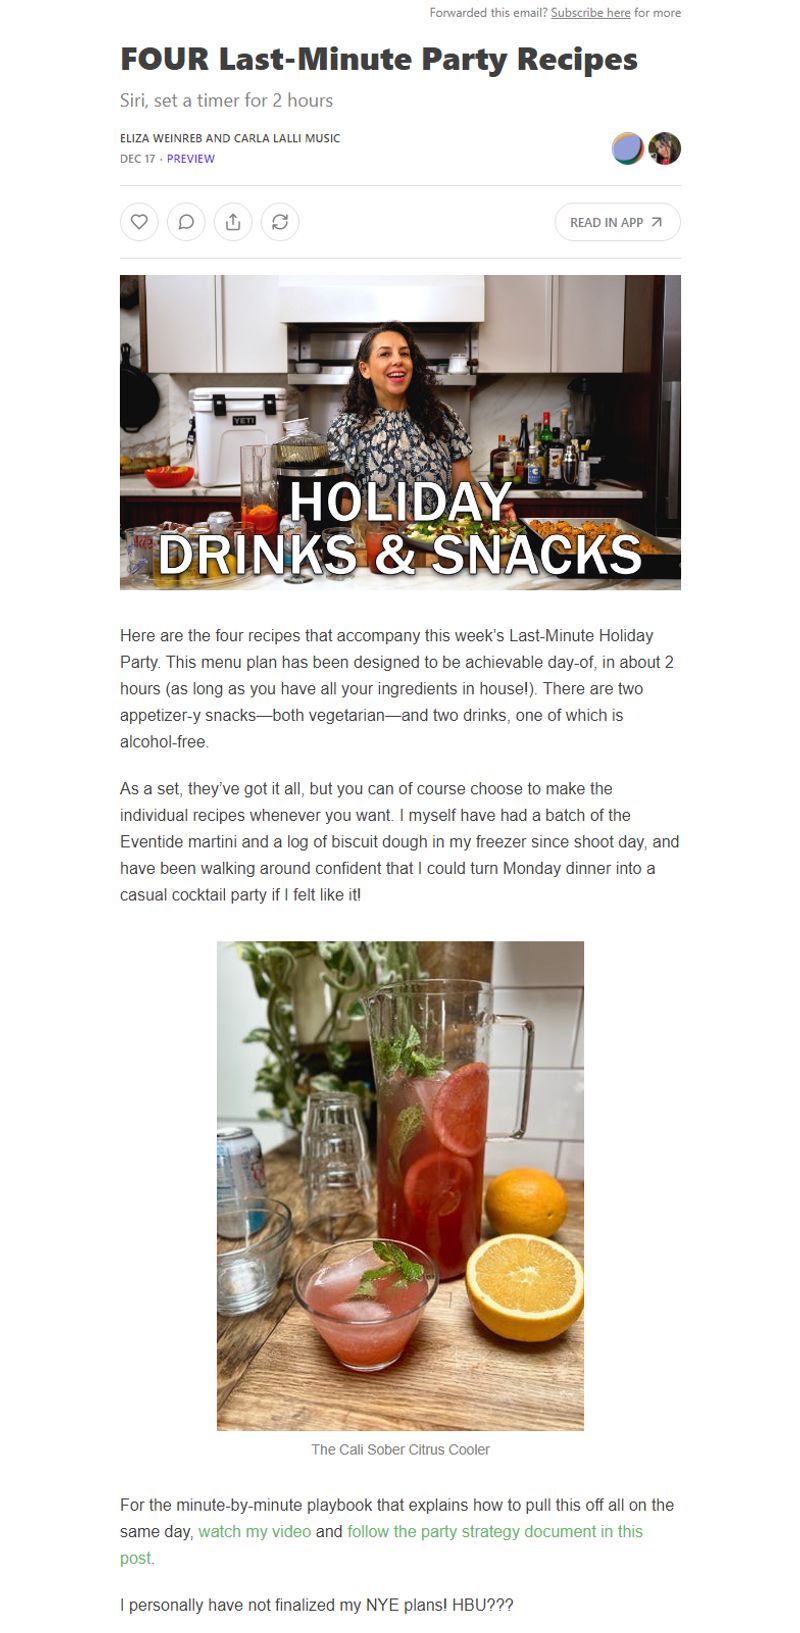 Forwarded this email? Subscribe here for more
FOUR Last-Minute Party Recipes
Siri, set a timer for 2 hours
ELIZA WEINREB AND CARLA LALLI MUSIC
DEC 17 · PREVIEW
READ IN APP
YETI
HOLIDAY
DRINKS & SNACKS
Here are the four recipes that accompany this week’s Last-Minute Holiday
Party. This menu plan has been designed to be achievable day-of, in about 2
hours (as long as you have all your ingredients in house!). There are two
appetizer-y snacks—both vegetarian—and two drinks, one of which is
alcohol-free.
As a set, they’ve got it all, but you can of course choose to make the
individual recipes whenever you want. I myself have had a batch of the
Eventide martini and a log of biscuit dough in my freezer since shoot day, and
have been walking around confident that I could turn Monday dinner into a
casual cocktail party if I felt like it!
The Cali Sober Citrus Cooler
For the minute-by-minute playbook that explains how to pull this off all on the
same day, watch my video and follow the party strategy document in this
post.
I personally have not finalized my NYE plans! HBU???